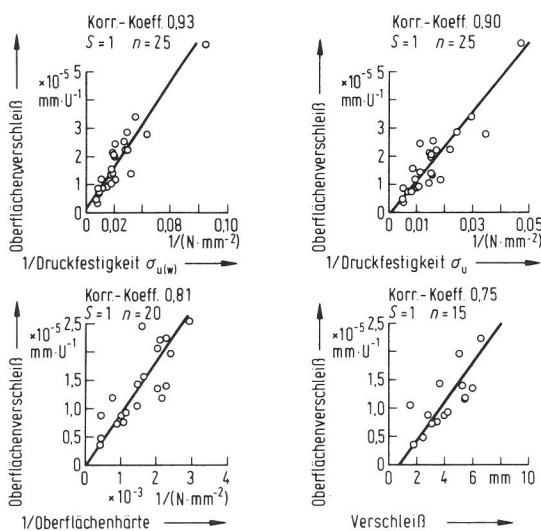 Korr.-Koeff. 0,93
S=1 n=25
Oberflächenverschleiß
×10⁻⁵
mm·U⁻¹
3
2
1
0
0 0,02 0,08 0,10
1/(N·mm⁻²)
1/Druckfestigkeit σu(w)
Korr.-Koeff. 0,90
S=1 n=25
Oberflächenverschleiß
×10⁻⁵
mm·U⁻¹
3
2
1
0
0 0,01 0,03 0,05
1/(N·mm⁻²)
1/Druckfestigkeit σu
Korr.-Koeff. 0,81
S=1 n=20
Oberflächenverschleiß
×10⁻⁵
2,5
mm·U⁻¹
1,5
1,0
0,5
0
0 1 2 3 4
×10⁻³ 1/(N·mm⁻²)
1/Oberflächenhärte
Korr.-Koeff. 0,75
S=1 n=15
Oberflächenverschleiß
×10⁻⁵
2,5
mm·U⁻¹
1,5
1,0
0,5
0
0 2 4 6 mm 10
Verschleiß